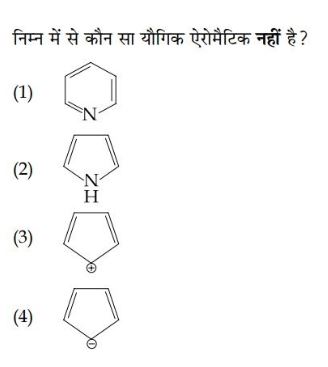 निम्न में से कौन सा यौगिक ऐरोमैटिक नहीं है ?
(1)
N
(2)
N
H
(3)
⊕
(4)
⊖